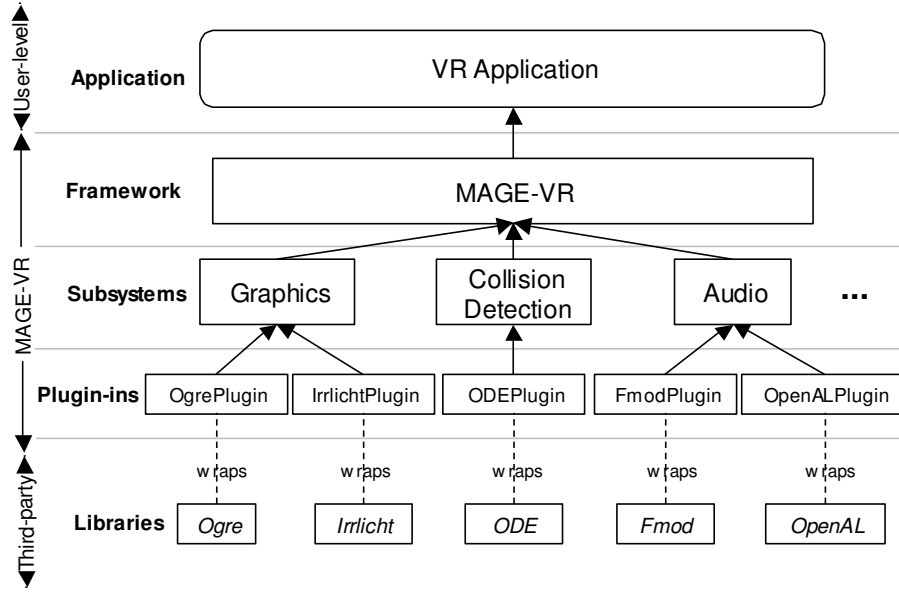 User-level
Application
VR Application
MAGE-VR
Framework
MAGE-VR
Subsystems
Graphics
Collision
Detection
Audio
...
Plugin-ins
OgrePlugin
IrrlichtPlugin
ODEPlugin
FmodPlugin
OpenALPlugin
wraps
wraps
wraps
wraps
wraps
Third-party
Libraries
Ogre
Irrlicht
ODE
Fmod
OpenAL